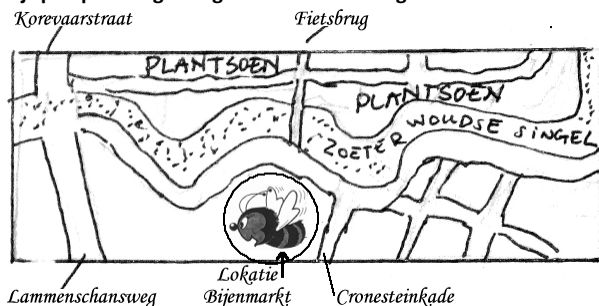 Korevaarstraat
Fietsbrug
PLANTSOEN
PLANTSOEN
ZOETERWOUDSE SINGEL
Lokatie
Bijenmarkt
Lammenschansweg
Cronesteinkade